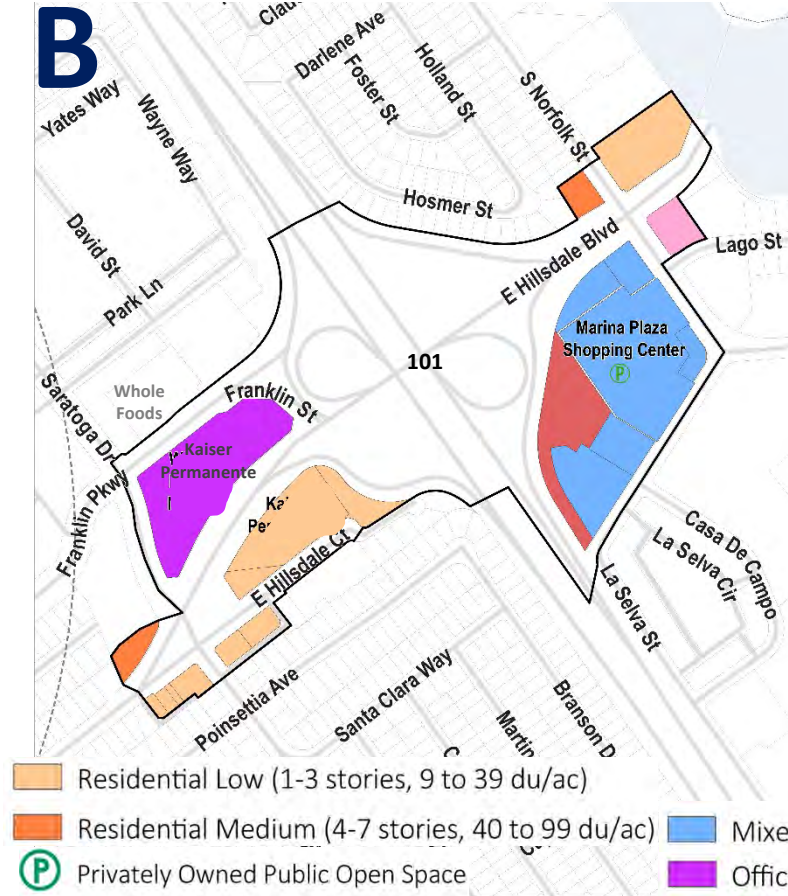 B
Darlene Ave
Foster St
Holland St
S Norfolk St
Yates Way
Wayne Way
Hosmer St
David St
E Hillsdale Blvd
Lago St
Park Ln
Marina Plaza
Shopping Center
P
101
Whole
Foods
Franklin St
Saratoga Dr
Kaiser
Permanente
Franklin Pkwy
E Hillsdale Ct
Casa De Campo
La Selva Cir
La Selva St
Poinsettia Ave
Santa Clara Way
Branson D
Residential Low (1-3 stories, 9 to 39 du/ac)
Residential Medium (4-7 stories, 40 to 99 du/ac)
Mixe
P Privately Owned Public Open Space
Offic